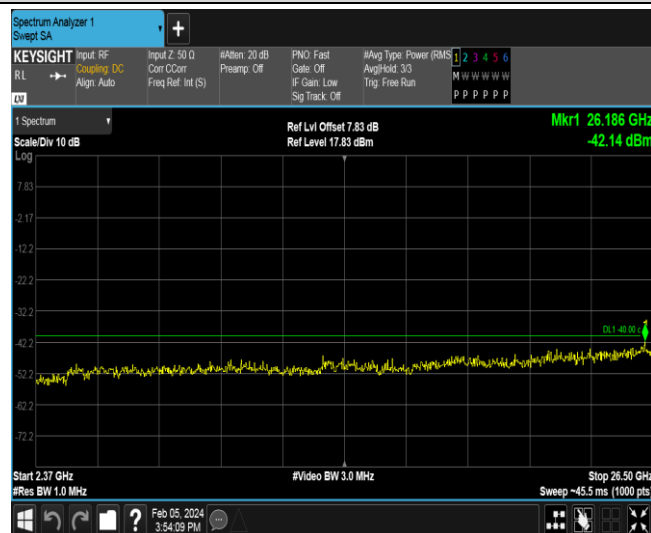 Spectrum Analyzer 1
Swept SA
+
KEYSIGHT
RL
LXI
Input: RF
Coupling: DC
Align: Auto
Input Z: 50 Ω
Corr CCorr
Freq Ref: Int (S)
#Atten: 20 dB
Preamp: Off
PNO: Fast
Gate: Off
IF Gain: Low
Sig Track: Off
#Avg Type: Power (RMS
Avg|Hold: 3/3
Trig: Free Run
1 2 3 4 5 6
M W W W W W
P P P P P P
1 Spectrum
Scale/Div 10 dB
Log
Ref Lvl Offset 7.83 dB
Ref Level 17.83 dBm
Mkr1 26.186 GHz
-42.14 dBm
7.83
-2.17
-12.2
-22.2
-32.2
-42.2
-52.2
-62.2
-72.2
DL1 -40.00
1
Start 2.37 GHz
#Res BW 1.0 MHz
#Video BW 3.0 MHz
Stop 26.50 GHz
Sweep ~45.5 ms (1000 pts)
?
Feb 05, 2024
3:54:09 PM